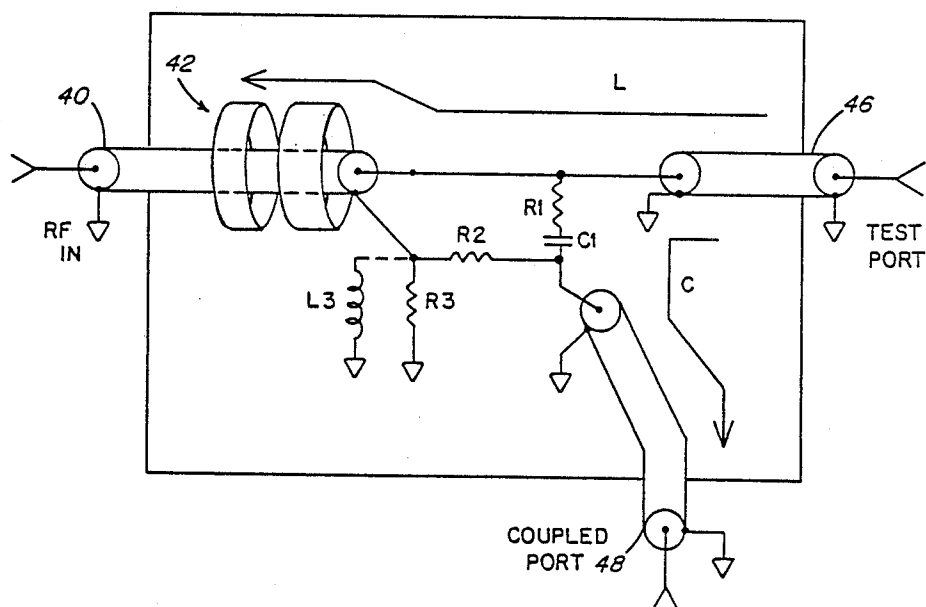 42
L
40
46
RF
IN
R1
C1
R2
TEST
PORT
C
L3
R3
COUPLED
PORT 48